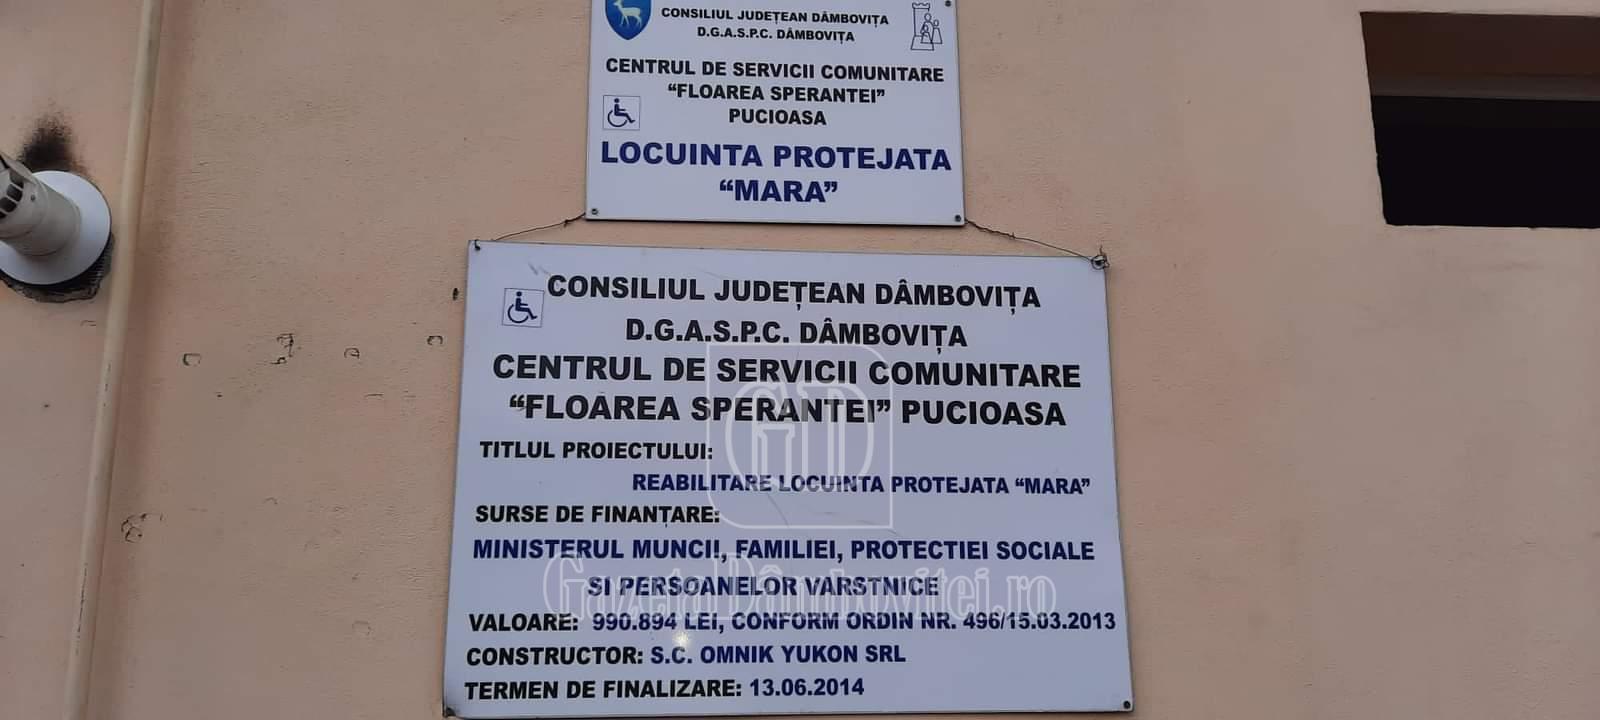 CONSILIUL JUDEȚEAN DÂMBOVIȚA
D.G.A.S.P.C. DÂMBOVIȚA
CENTRUL DE SERVICII COMUNITARE
“FLOAREA SPERANTEI”
PUCIOASA
LOCUINTA PROTEJATA
“MARA”
CONSILIUL JUDEȚEAN DÂMBOVIȚA
D.G.A.S.P.C. DÂMBOVIȚA
CENTRUL DE SERVICII COMUNITARE
“FLOAREA SPERANTEI” PUCIOASA
TITLUL PROIECTULUI:
REABILITARE LOCUINTA PROTEJATA “MARA”
SURSE DE FINANȚARE:
MINISTERUL MUNCII, FAMILIEI, PROTECTIEI SOCIALE
SI PERSOANELOR VARSTNICE
VALOARE: 990.894 LEI, CONFORM ORDIN NR. 496/15.03.2013
CONSTRUCTOR: S.C. OMNIK YUKON SRL
TERMEN DE FINALIZARE: 13.06.2014
GD
Gazeta Dâmboviței.ro